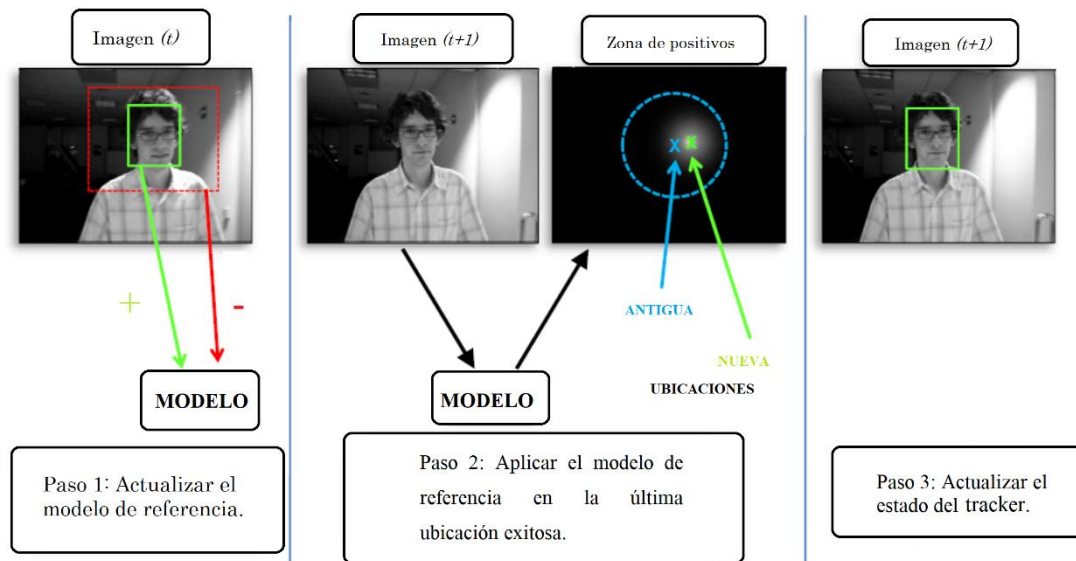 Imagen (t)
+
-
MODELO
Paso 1: Actualizar el
modelo de referencia.
Imagen (t+1)
Zona de positivos
X
X
ANTIGUA
NUEVA
UBICACIONES
MODELO
Paso 2: Aplicar el modelo de
referencia en la última
ubicación exitosa.
Imagen (t+1)
Paso 3: Actualizar el
estado del tracker.